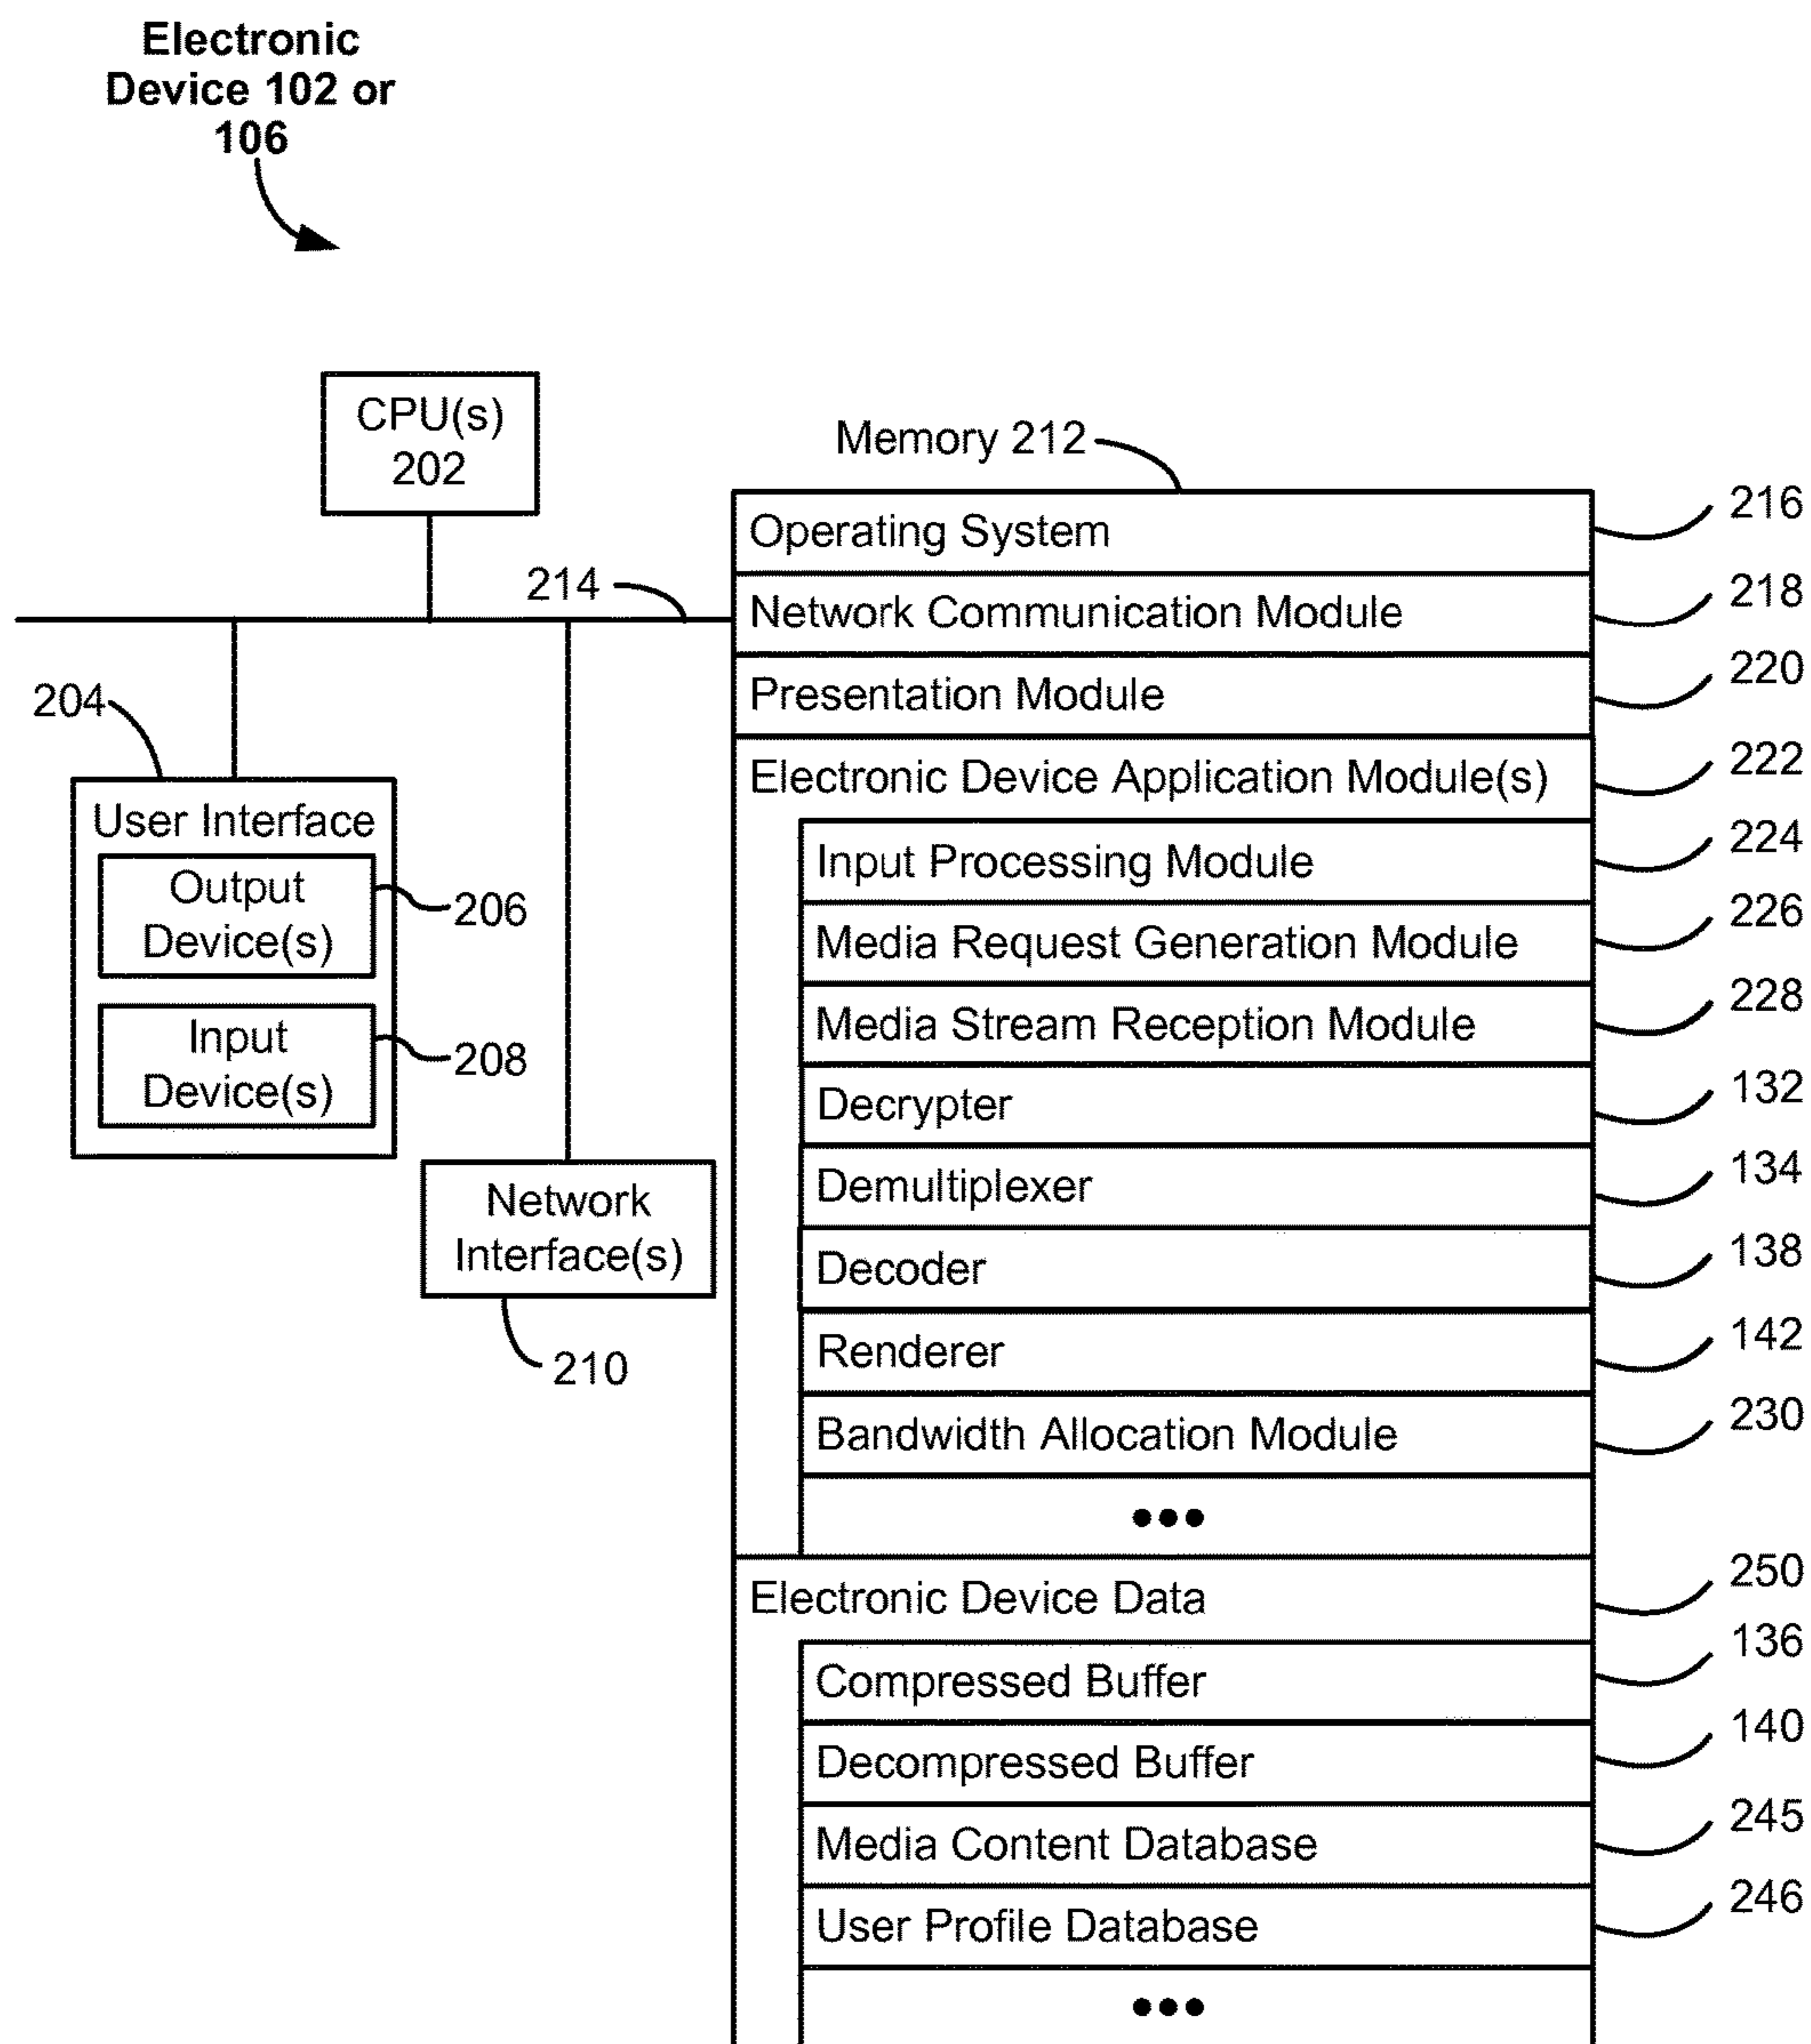 Electronic
Device 102 or
106
CPU(s)
202
Memory 212
214
204
User Interface
Output
Device(s)
206
Input
Device(s)
208
Network
Interface(s)
210
Operating System
216
Network Communication Module
218
Presentation Module
220
Electronic Device Application Module(s)
222
Input Processing Module
224
Media Request Generation Module
226
Media Stream Reception Module
228
Decrypter
132
Demultiplexer
134
Decoder
138
Renderer
142
Bandwidth Allocation Module
230
•••
Electronic Device Data
250
Compressed Buffer
136
Decompressed Buffer
140
Media Content Database
245
User Profile Database
246
•••